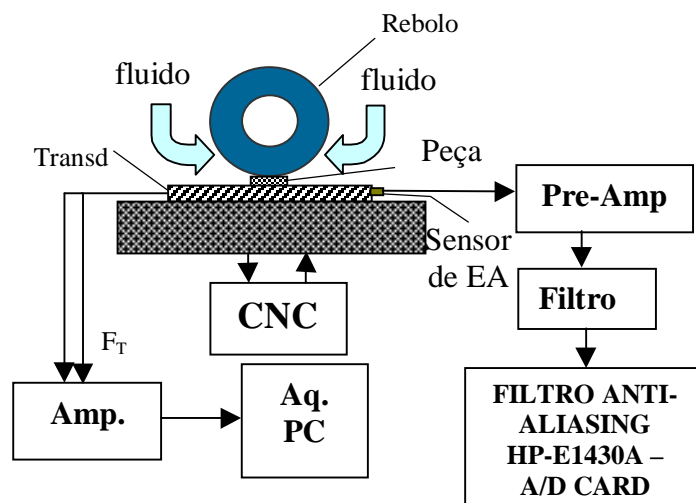 Rebolo
fluido
fluido
Transd
Peça
Pre-Amp
Sensor
de EA
CNC
Filtro
F_T
Amp.
Aq.
PC
FILTRO ANTI-
ALIASING
HP-E1430A –
A/D CARD